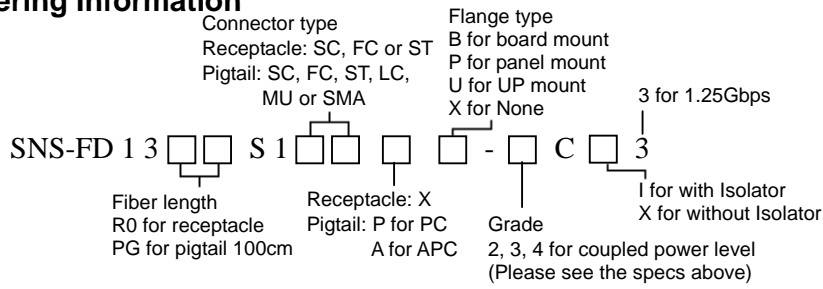 ering Information
Connector type
Receptacle: SC, FC or ST
Pigtail: SC, FC, ST, LC,
MU or SMA
Flange type
B for board mount
P for panel mount
U for UP mount
X for None
3 for 1.25Gbps
SNS-FD 1 3 □□ S 1 □□ □ □ - □ C □ 3
Fiber length
R0 for receptacle
PG for pigtail 100cm
Receptacle: X
Pigtail: P for PC
A for APC
Grade
2, 3, 4 for coupled power level
(Please see the specs above)
I for with Isolator
X for without Isolator